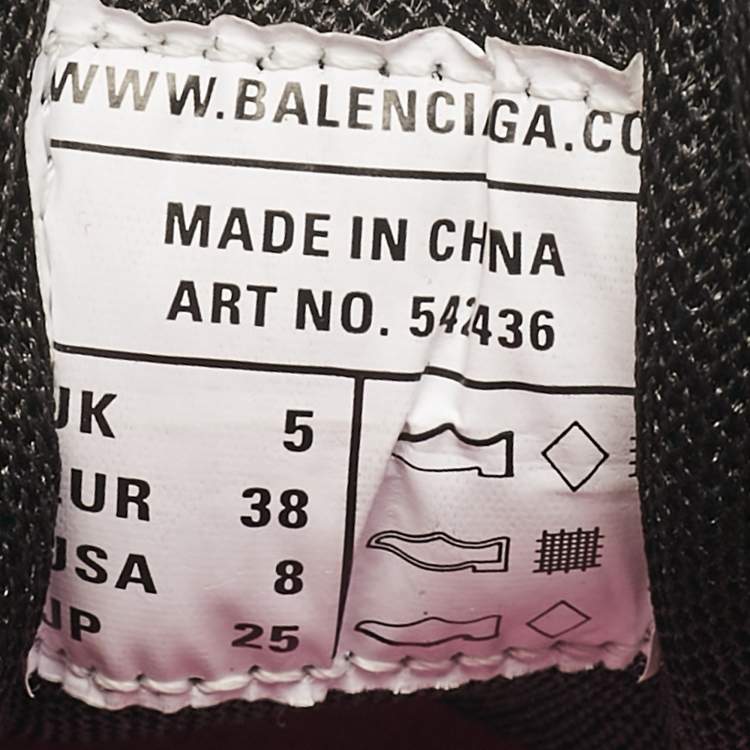 WWW.BALENCIAGA.CO
MADE IN CHINA
ART NO. 542436
UK 5
EUR 38
USA 8
JP 25